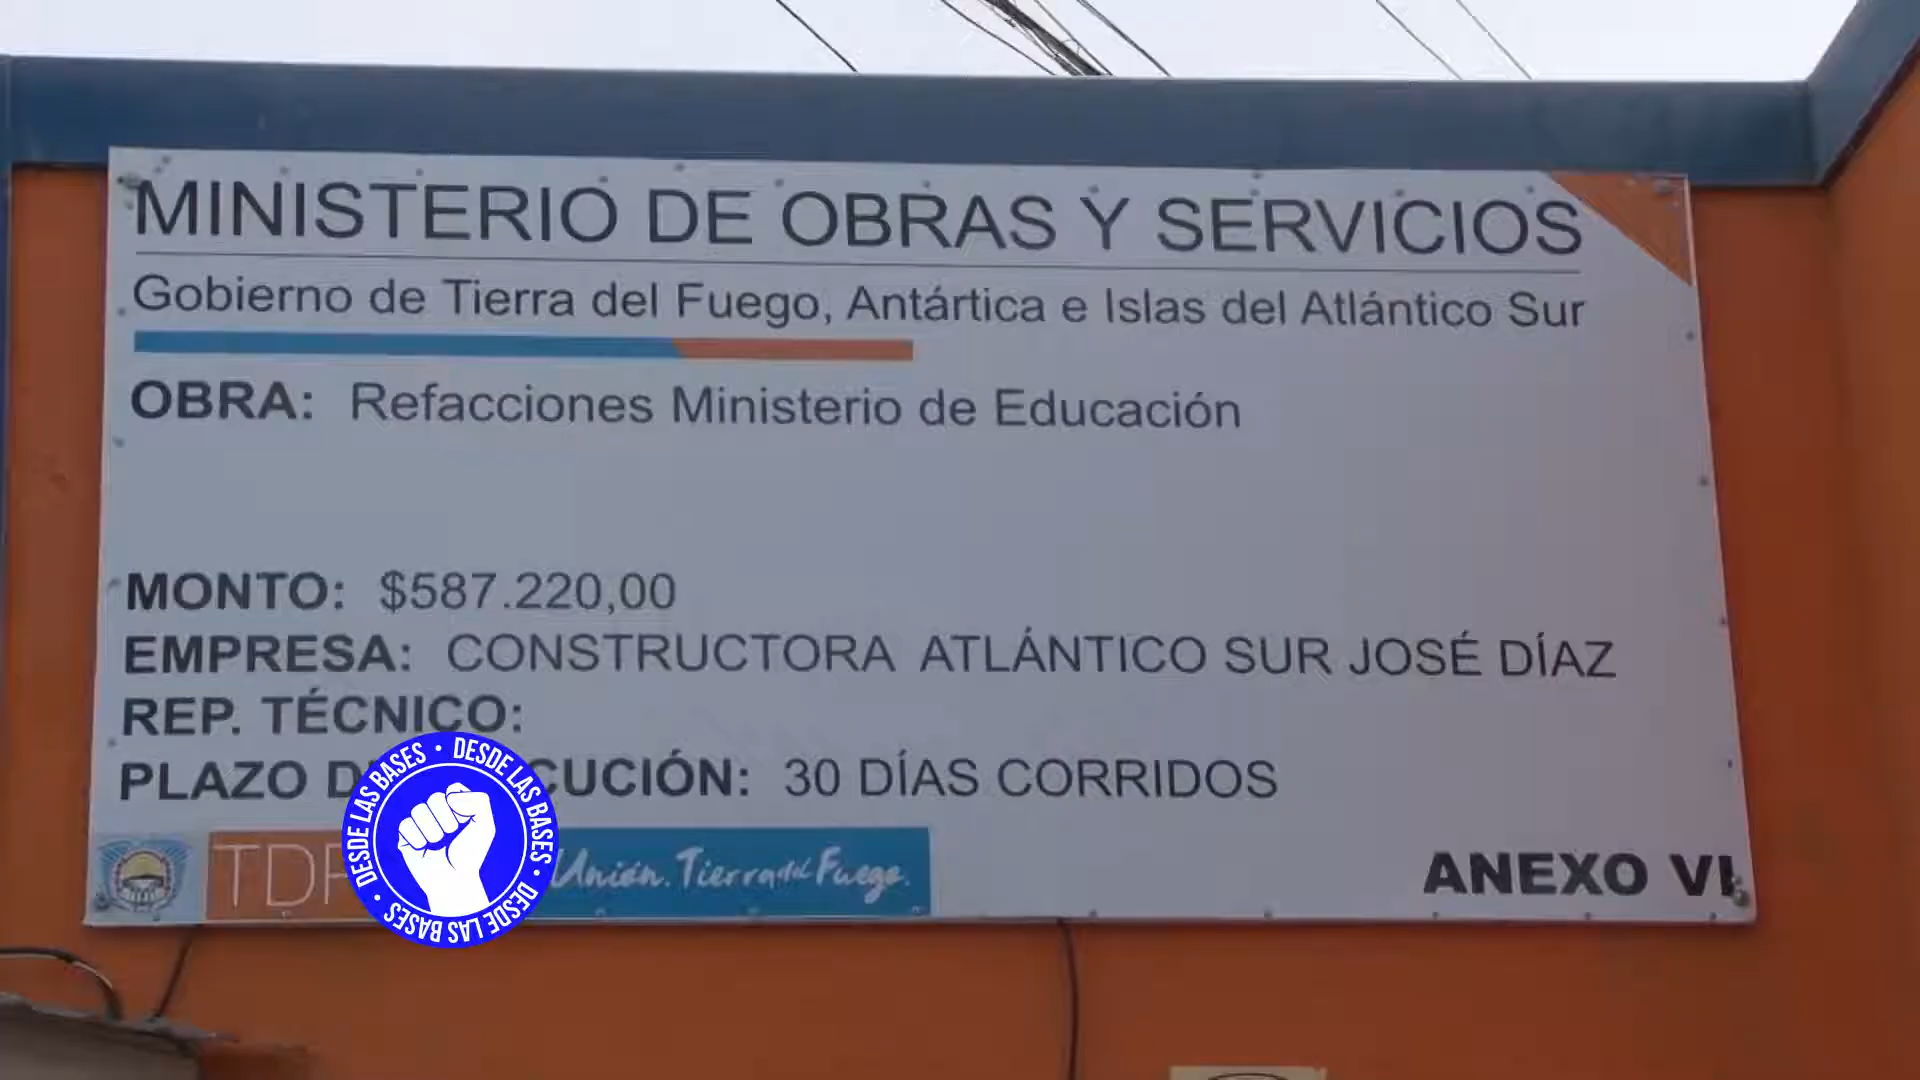 MINISTERIO DE OBRAS Y SERVICIOS
Gobierno de Tierra del Fuego, Antártica e Islas del Atlántico Sur
OBRA: Refacciones Ministerio de Educación
MONTO: $587.220,00
EMPRESA: CONSTRUCTORA ATLÁNTICO SUR JOSÉ DÍAZ
REP. TÉCNICO:
PLAZO D CUCIÓN: 30 DÍAS CORRIDOS
DESDE LAS BASES • DESDE LAS BASES • DESDE LAS BASES •
TDF Unión. Tierra del Fuego.
ANEXO VI